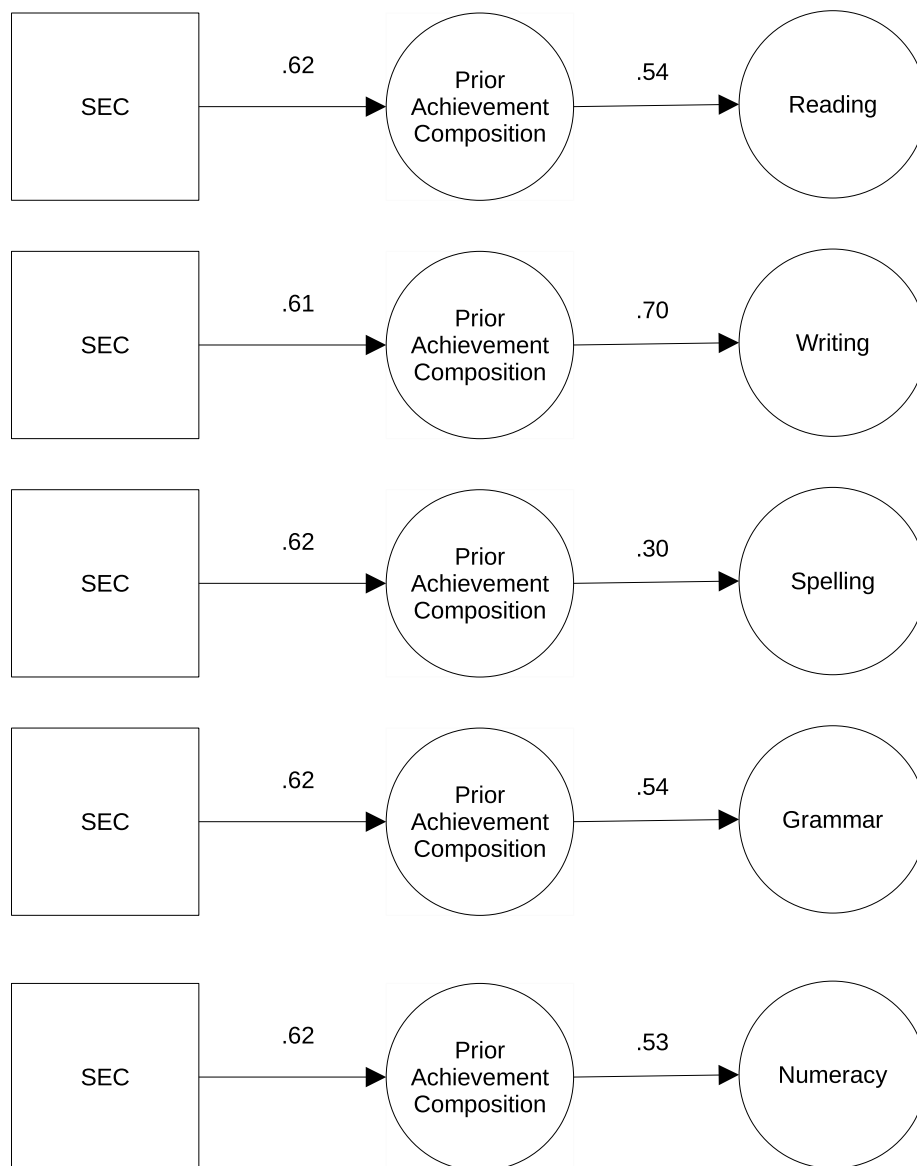 .62
.54
SEC
Prior
Achievement
Composition
Reading
.61
.70
SEC
Prior
Achievement
Composition
Writing
.62
.30
SEC
Prior
Achievement
Composition
Spelling
.62
.54
SEC
Prior
Achievement
Composition
Grammar
.62
.53
SEC
Prior
Achievement
Composition
Numeracy